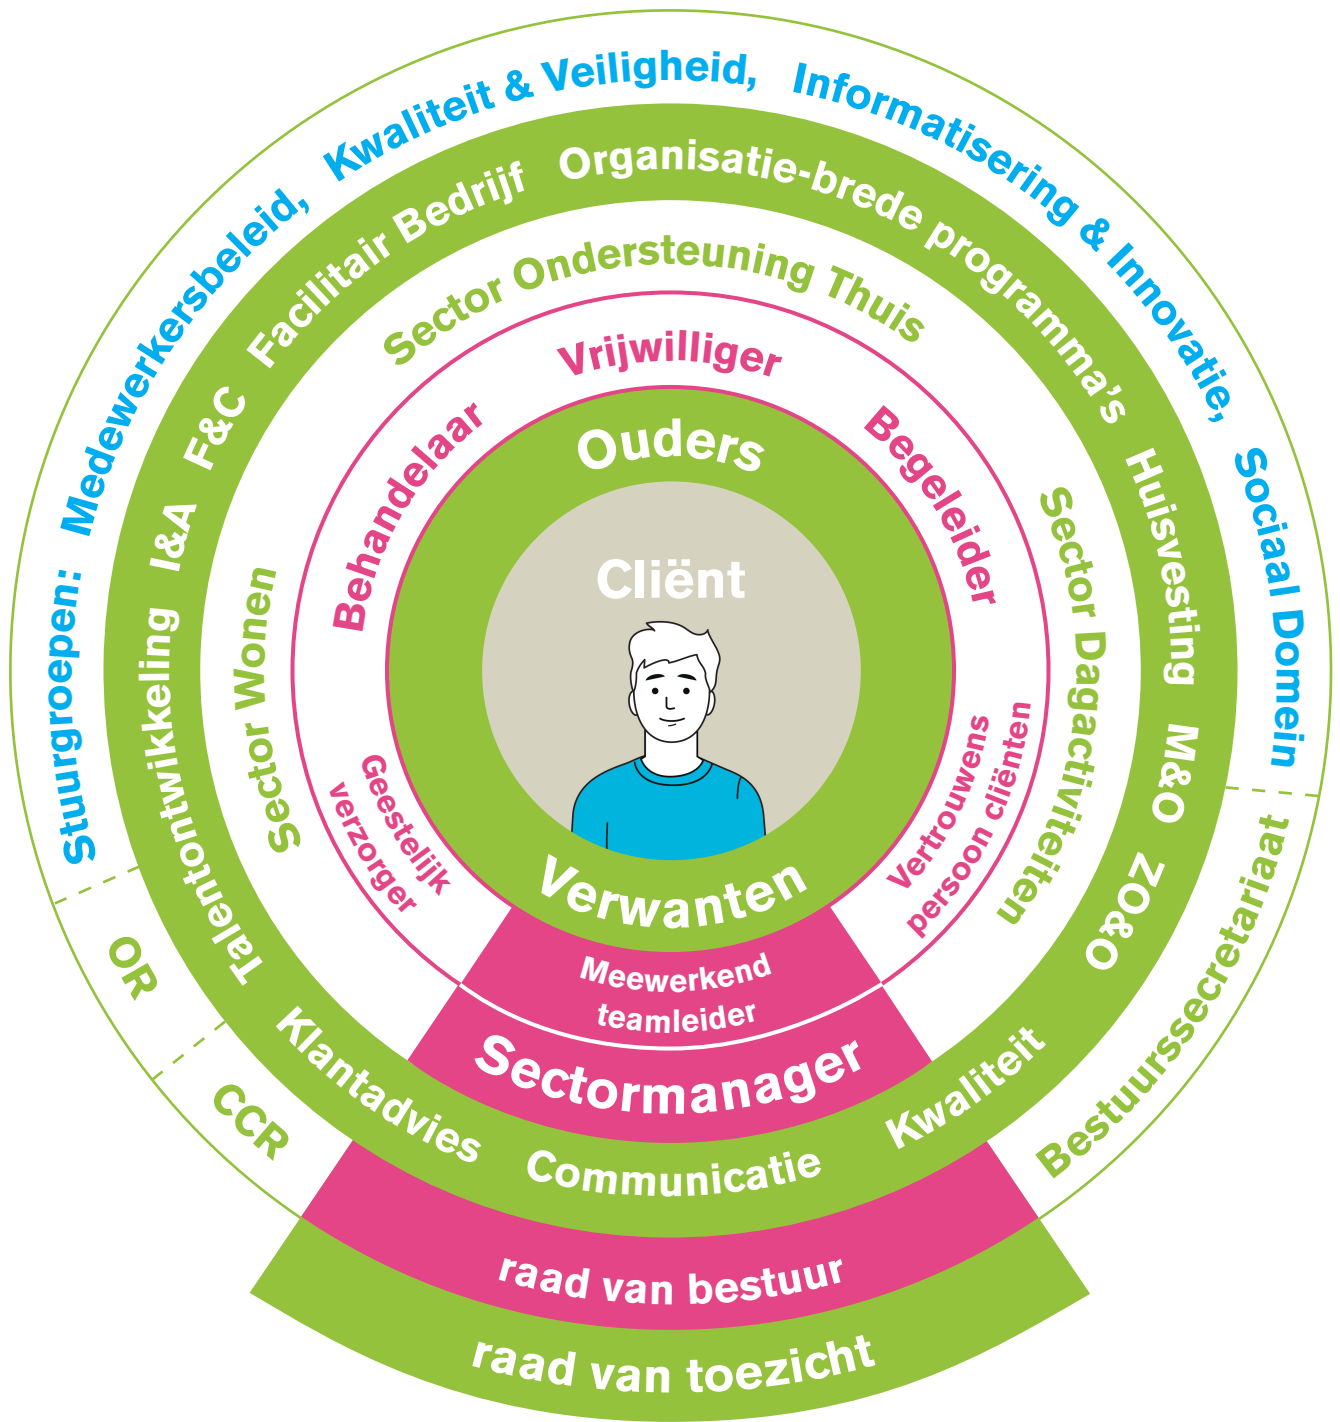 Stuurgroepen: Medewerkersbeleid, Kwaliteit & Veiligheid, Informatisering & Innovatie, Sociaal Domein
Bestuurssecretariaat
OR
CCR
Talentontwikkeling
I&A
F&C
Facilitair Bedrijf
Organisatie-brede programma's
Huisvesting
M&O
ZO&O
Kwaliteit
Communicatie
Klantadvies
Sector Wonen
Sector Ondersteuning Thuis
Sector Dagactiviteiten
Geestelijk
verzorger
Behandelaar
Vrijwilliger
Begeleider
Vertrouwens
persoon cliënten
Ouders
Cliënt
Verwanten
Meewerkend
teamleider
Sectormanager
raad van bestuur
raad van toezicht